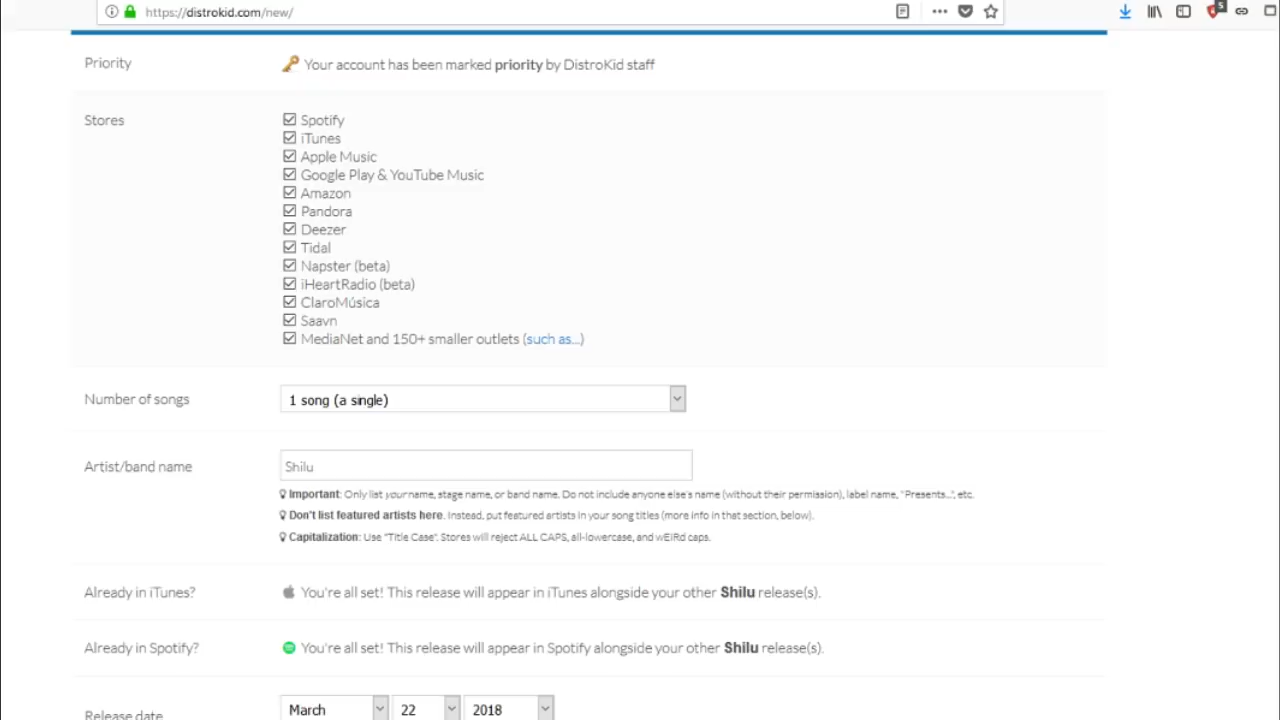 https://distrokid.com/new/
5
Priority
Your account has been marked priority by DistroKid staff
Stores
Spotify
iTunes
Apple Music
Google Play & YouTube Music
Amazon
Pandora
Deezer
Tidal
Napster (beta)
iHeartRadio (beta)
ClaroMúsica
Saavn
MediaNet and 150+ smaller outlets (such as...)
Number of songs
1 song (a single)
Artist/band name
Shilu
Important: Only list your name, stage name, or band name. Do not include anyone else's name (without their permission), label name, "Presents...", etc.
Don't list featured artists here. Instead, put featured artists in your song titles (more info in that section, below).
Capitalization: Use "Title Case". Stores will reject ALL CAPS, all-lowercase, and wEIRd caps.
Already in iTunes?
You're all set! This release will appear in iTunes alongside your other Shilu release(s).
Already in Spotify?
You're all set! This release will appear in Spotify alongside your other Shilu release(s).
Release date
March 22 2018